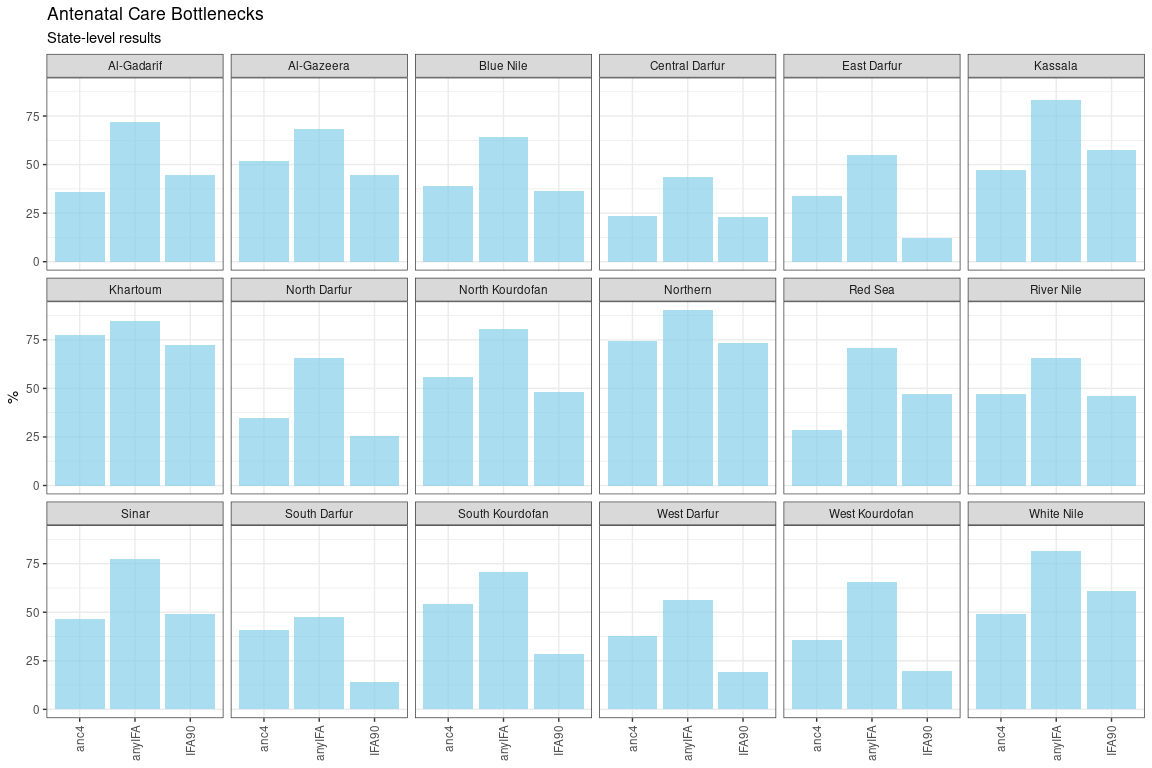 Antenatal Care Bottlenecks
State-level results
Al-Gadarif Al-Gazeera Blue Nile Central Darfur East Darfur Kassala
75
50
25
0
Khartoum North Darfur North Kourdofan Northern Red Sea River Nile
75
50
25
0
%
Sinar South Darfur South Kourdofan West Darfur West Kourdofan White Nile
75
50
25
0
anc4 anyIFA IFA90 anc4 anyIFA IFA90 anc4 anyIFA IFA90 anc4 anyIFA IFA90 anc4 anyIFA IFA90 anc4 anyIFA IFA90